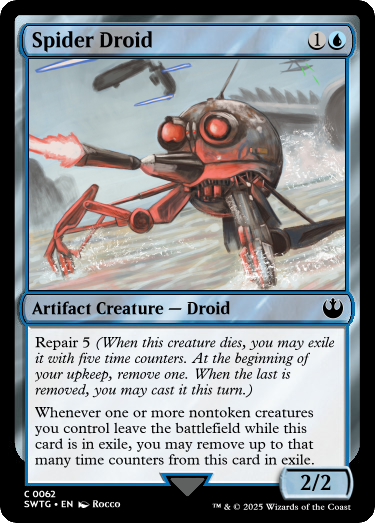 Spider Droid 1
Artifact Creature — Droid
Repair 5 (When this creature dies, you may exile
it with five time counters. At the beginning of
your upkeep, remove one. When the last is
removed, you may cast it this turn.)
Whenever one or more nontoken creatures
you control leave the battlefield while this
card is in exile, you may remove up to that
many time counters from this card in exile.
2/2
C 0062
SWTG • EN Rocco
™ & © 2025 Wizards of the Coast